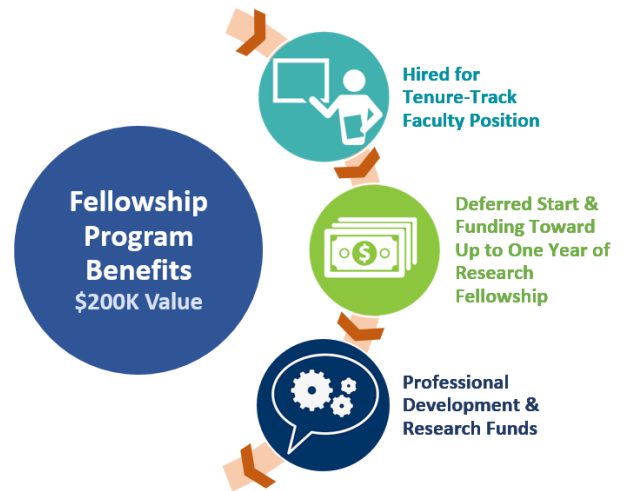 Fellowship
Program
Benefits
$200K Value
Hired for
Tenure-Track
Faculty Position
$
Deferred Start &
Funding Toward
Up to One Year of
Research
Fellowship
Professional
Development &
Research Funds